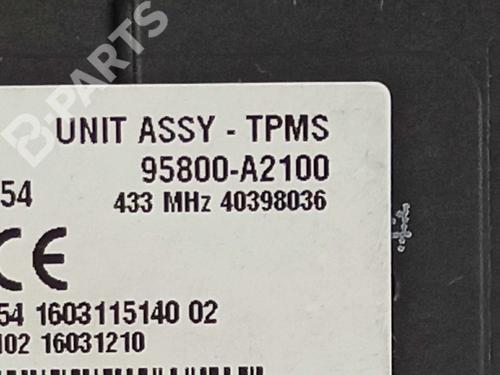 B-PARTS
UNIT ASSY - TPMS
95800-A2100
54
433 MHz 40398036
CE
54 1603115140 02
102 16031210